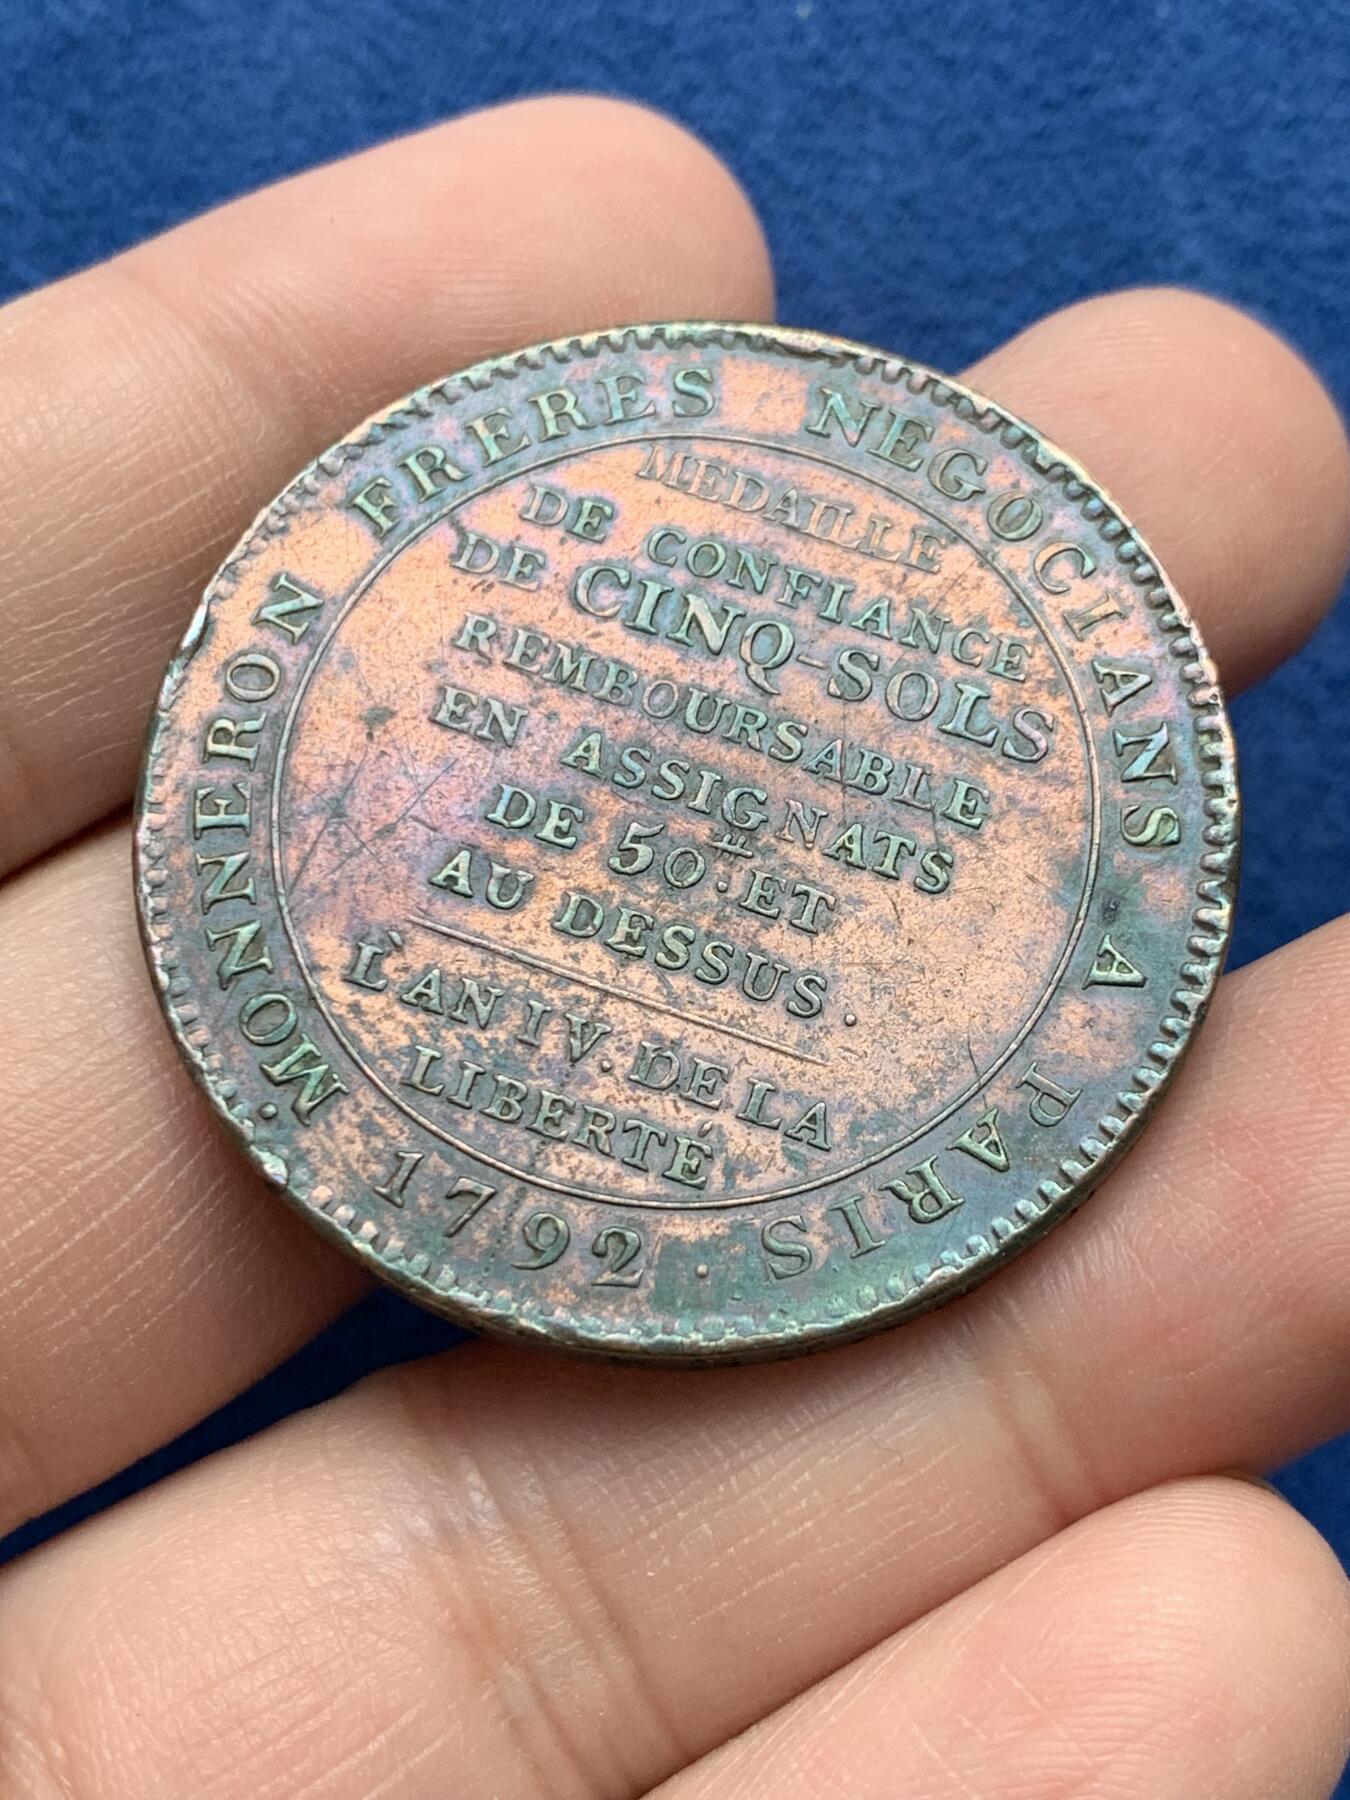 .MONNERON FRERES NEGOCIANS A PARIS.
1792
MEDAILLE
DE CONFIANCE
DE CINQ-SOLS
REMBOURSABLE
EN ASSIGNATS
DE 50.ᵗᵗ ET
AU DESSUS.
L'AN IV. DE LA
LIBERTÉ